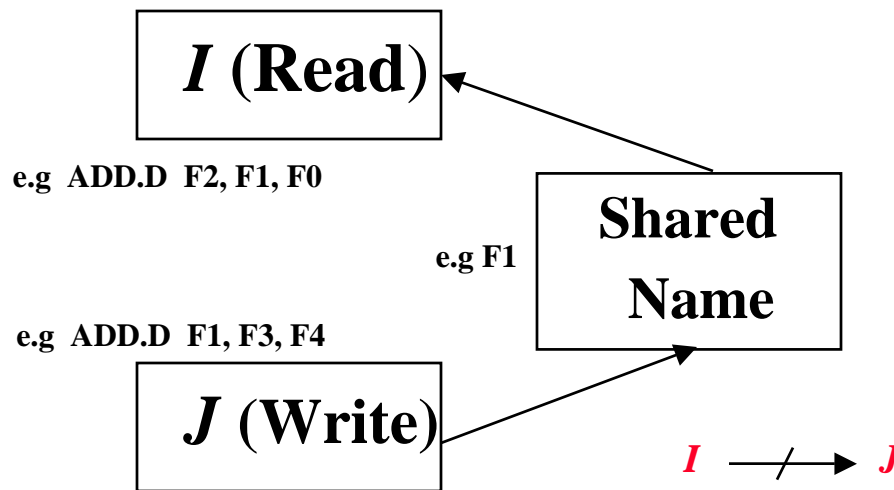 I (Read)
e.g ADD.D F2, F1, F0
Shared
Name
e.g F1
e.g ADD.D F1, F3, F4
J (Write)
I J